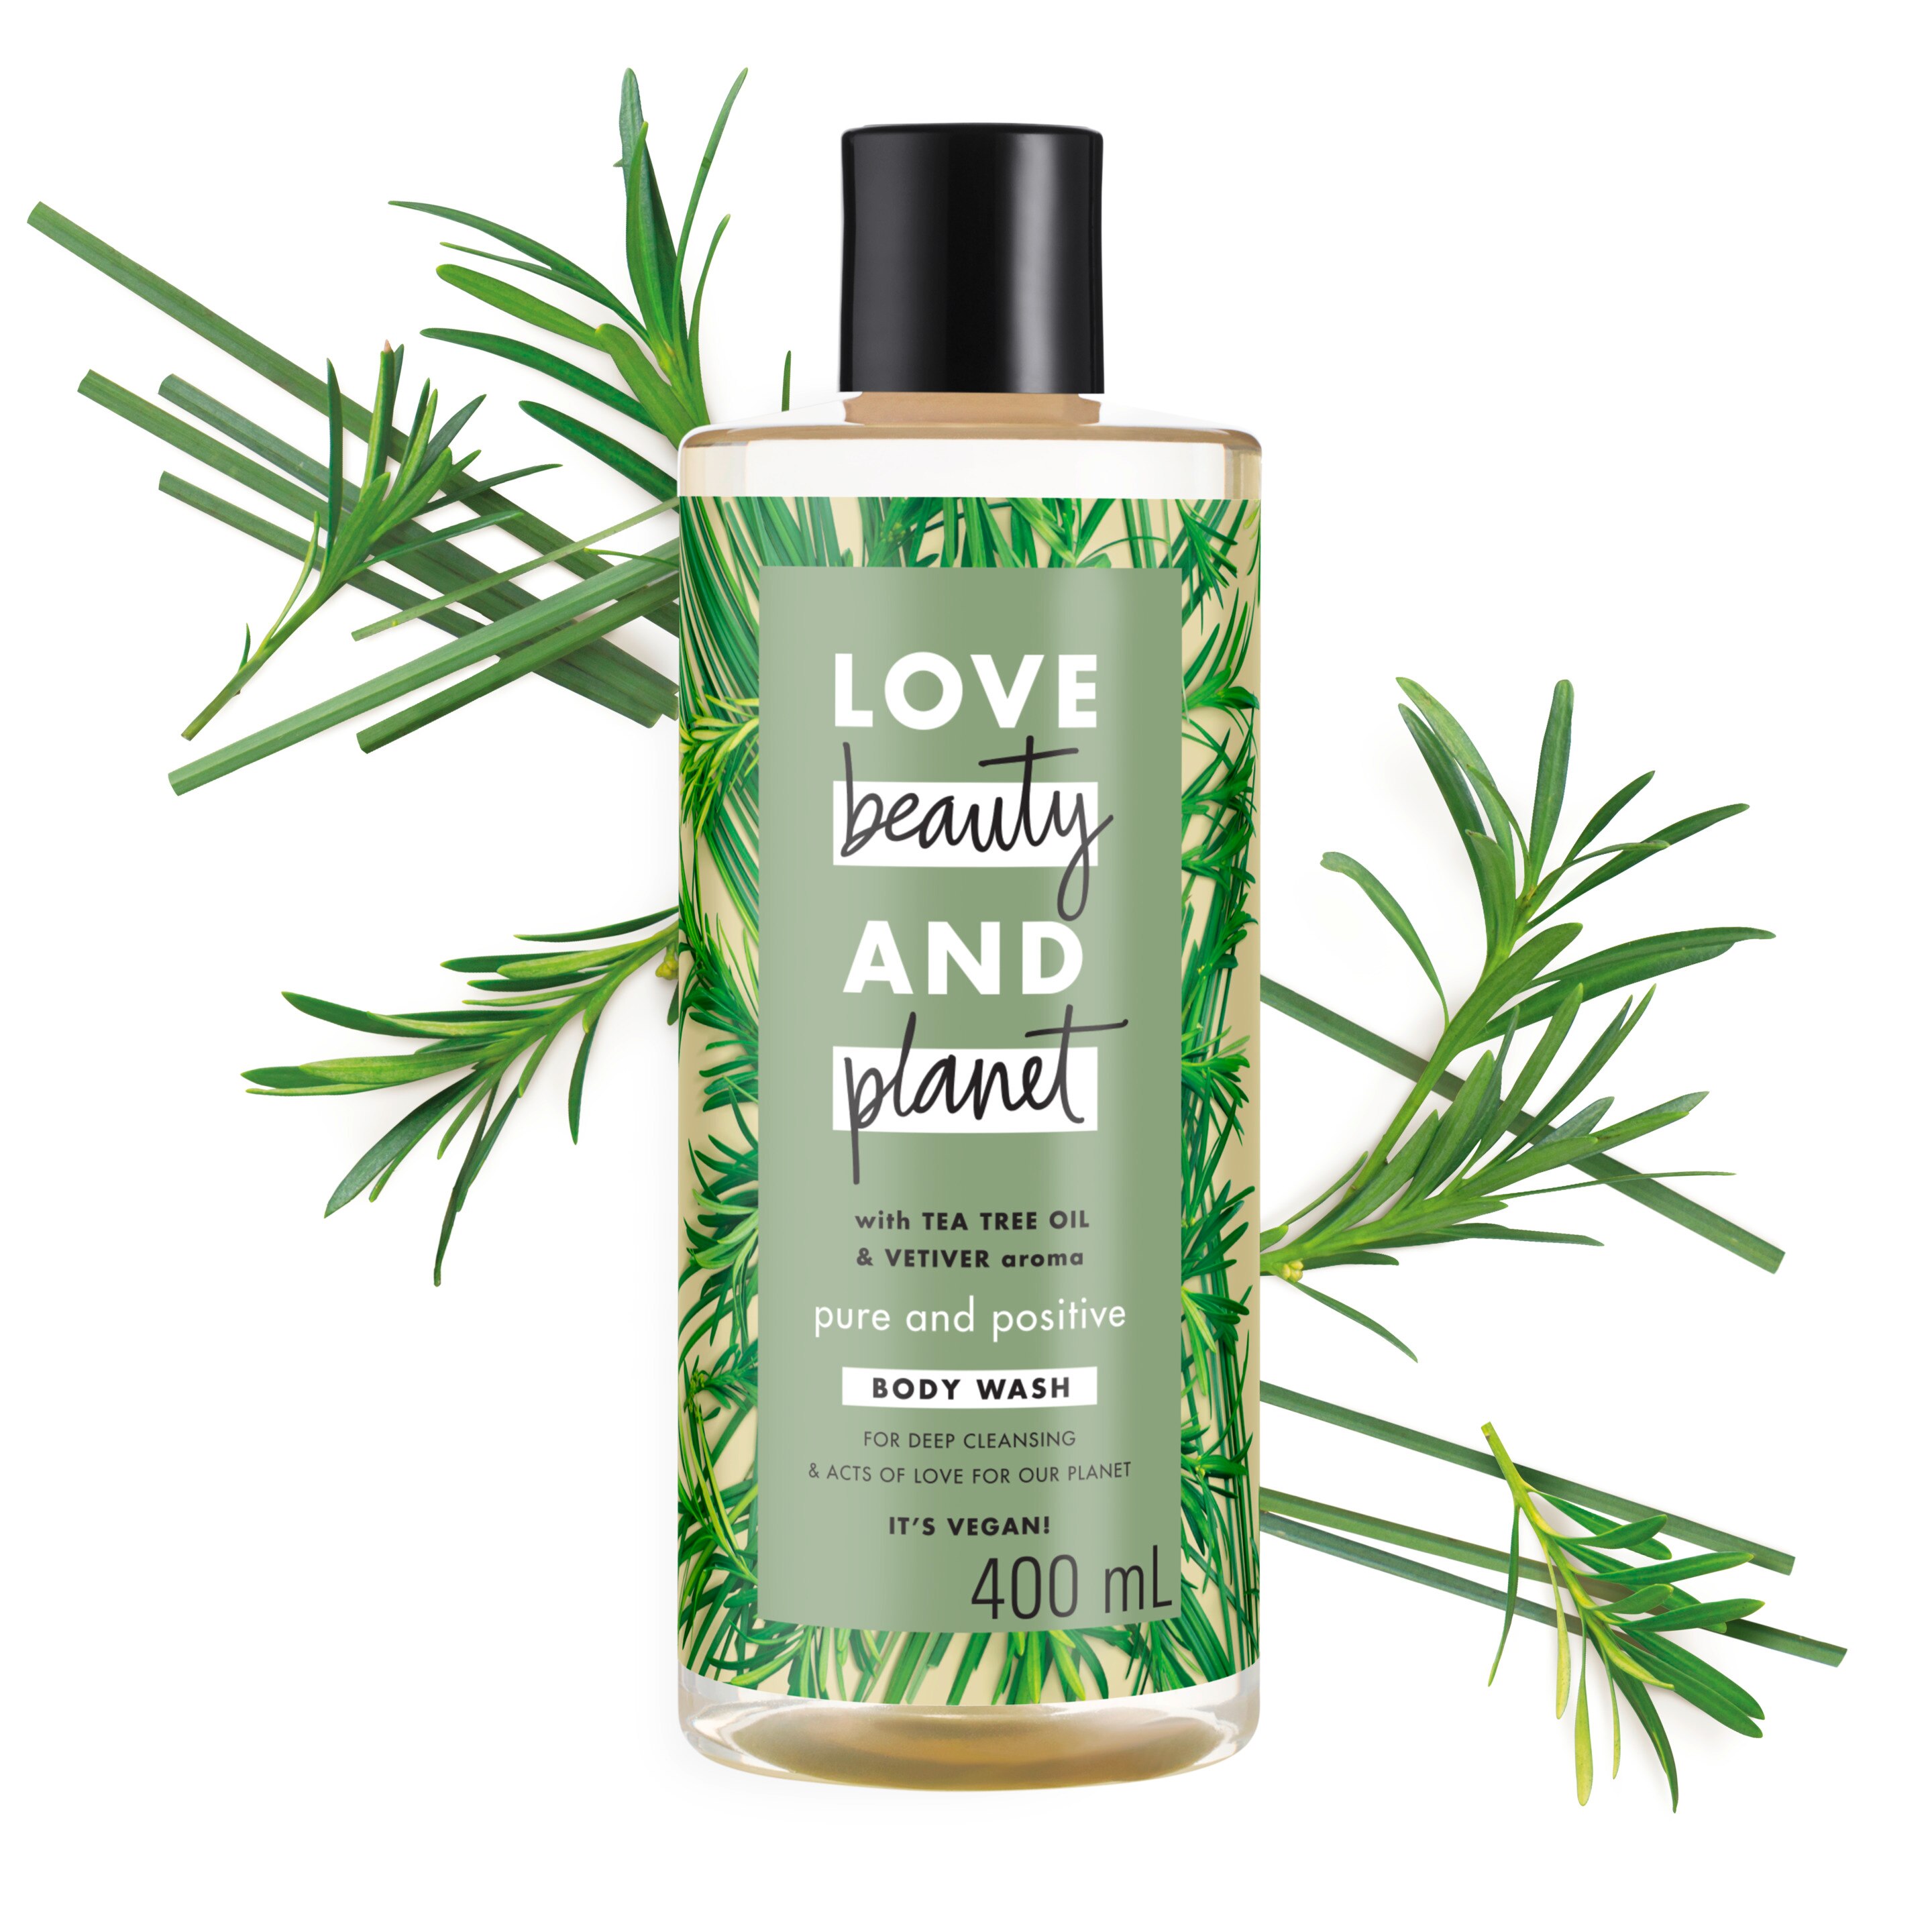 LOVE
beauty
AND
planet
with TEA TREE OIL
& VETIVER aroma
pure and positive
BODY WASH
FOR DEEP CLEANSING
& ACTS OF LOVE FOR OUR PLANET
IT'S VEGAN!
400 mL